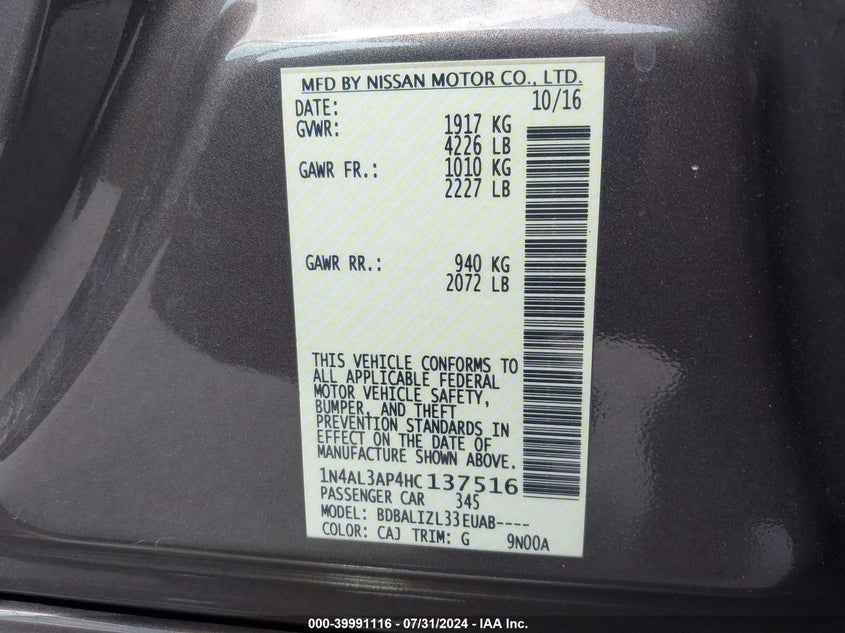 MFD BY NISSAN MOTOR CO., LTD.
DATE: 10/16
GVWR: 1917 KG
4226 LB
GAWR FR.: 1010 KG
2227 LB
GAWR RR.: 940 KG
2072 LB
THIS VEHICLE CONFORMS TO
ALL APPLICABLE FEDERAL
MOTOR VEHICLE SAFETY,
BUMPER, AND THEFT
PREVENTION STANDARDS IN
EFFECT ON THE DATE OF
MANUFACTURE SHOWN ABOVE.
1N4AL3AP4HC137516
PASSENGER CAR 345
MODEL: BDBALIZL33EUAB----
COLOR: CAJ TRIM: G 9N00A
000-39991116 - 07/31/2024 - IAA Inc.